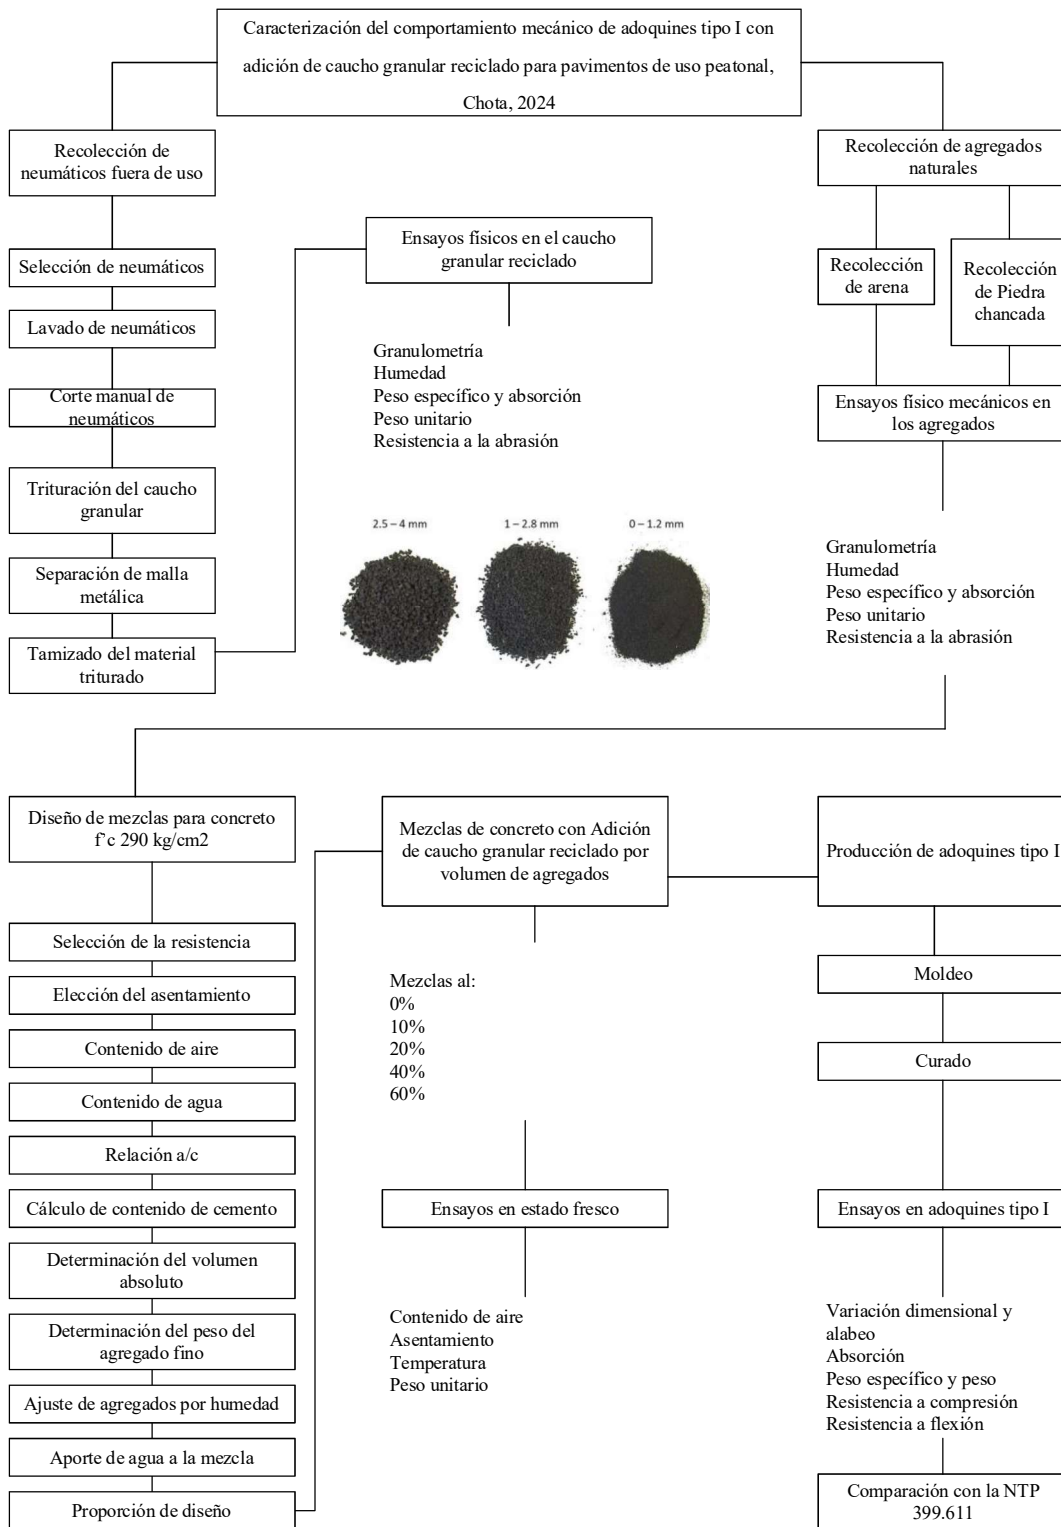 Caracterización del comportamiento mecánico de adoquines tipo I con
adición de caucho granular reciclado para pavimentos de uso peatonal,
Chota, 2024
Recolección de
neumáticos fuera de uso
Selección de neumáticos
Lavado de neumáticos
Corte manual de
neumáticos
Trituración del caucho
granular
Separación de malla
metálica
Tamizado del material
triturado
Ensayos físicos en el caucho
granular reciclado
Granulometría
Humedad
Peso específico y absorción
Peso unitario
Resistencia a la abrasión
2.5 – 4 mm
1 – 2.8 mm
0 – 1.2 mm
Recolección de agregados
naturales
Recolección
de arena
Recolección
de Piedra
chancada
Ensayos físico mecánicos en
los agregados
Granulometría
Humedad
Peso específico y absorción
Peso unitario
Resistencia a la abrasión
Diseño de mezclas para concreto
f'c 290 kg/cm2
Selección de la resistencia
Elección del asentamiento
Contenido de aire
Contenido de agua
Relación a/c
Cálculo de contenido de cemento
Determinación del volumen
absoluto
Determinación del peso del
agregado fino
Ajuste de agregados por humedad
Aporte de agua a la mezcla
Proporción de diseño
Mezclas de concreto con Adición
de caucho granular reciclado por
volumen de agregados
Mezclas al:
0%
10%
20%
40%
60%
Ensayos en estado fresco
Contenido de aire
Asentamiento
Temperatura
Peso unitario
Producción de adoquines tipo I
Moldeo
Curado
Ensayos en adoquines tipo I
Variación dimensional y
alabeo
Absorción
Peso específico y peso
Resistencia a compresión
Resistencia a flexión
Comparación con la NTP
399.611